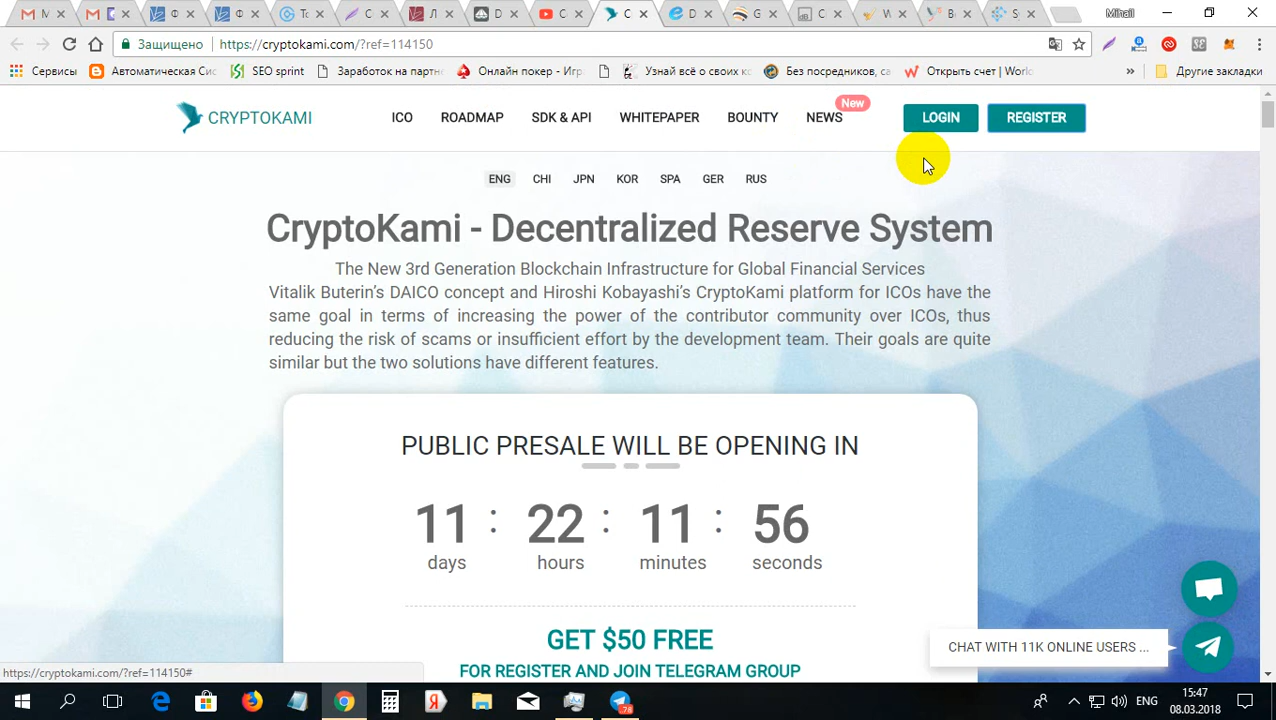 Mihail
Защищено
https://cryptokami.com/?ref=114150
Сервисы
Автоматическая Сис
SEO sprint
Заработок на партн
Онлайн покер - Игр
Узнай всё о своих ко
Без посредников, са
Открыть счет | Worl
»
Другие закладки
CRYPTOKAMI
ICO
ROADMAP
SDK & API
WHITEPAPER
BOUNTY
NEWS
New
LOGIN
REGISTER
ENG
CHI
JPN
KOR
SPA
GER
RUS
CryptoKami - Decentralized Reserve System
The New 3rd Generation Blockchain Infrastructure for Global Financial Services
Vitalik Buterin’s DAICO concept and Hiroshi Kobayashi’s CryptoKami platform for ICOs have the
same goal in terms of increasing the power of the contributor community over ICOs, thus
reducing the risk of scams or insufficient effort by the development team. Their goals are quite
similar but the two solutions have different features.
PUBLIC PRESALE WILL BE OPENING IN
11 : 22 : 11 : 56
days hours minutes seconds
GET $50 FREE
FOR REGISTER AND JOIN TELEGRAM GROUP
CHAT WITH 11K ONLINE USERS ...
https://cryptokami.com/?ref=114150#
ENG
15:47
08.03.2018